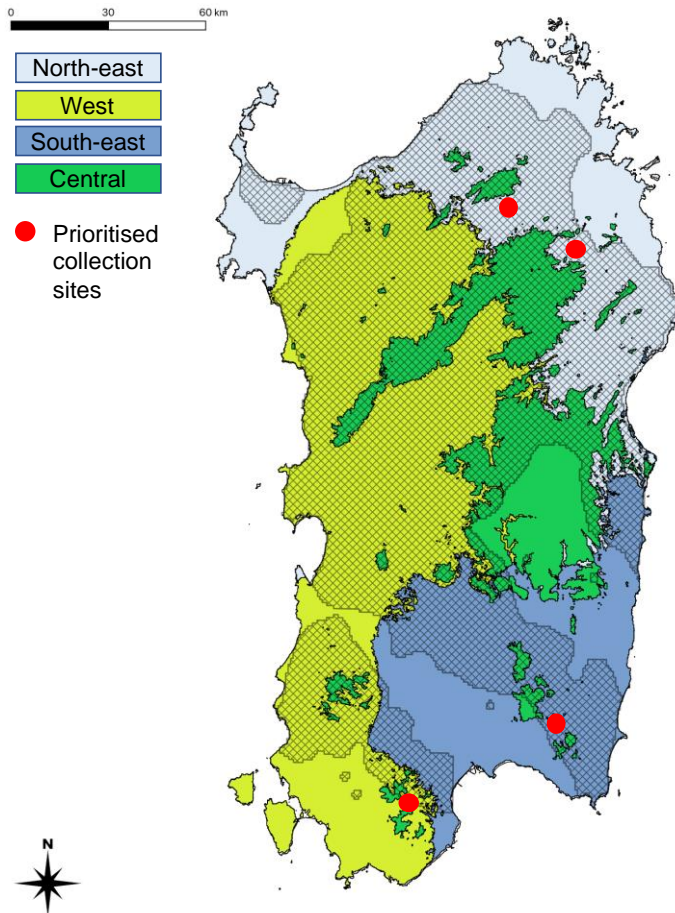 0 30 60 km
North-east
West
South-east
Central
Prioritised
collection
sites
N